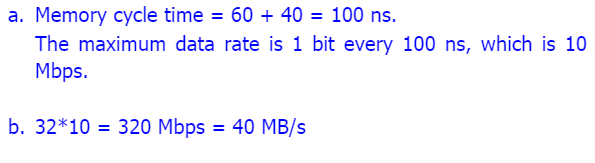 a. Memory cycle time = 60 + 40 = 100 ns.
The maximum data rate is 1 bit every 100 ns, which is 10
Mbps.
b. 32*10 = 320 Mbps = 40 MB/s